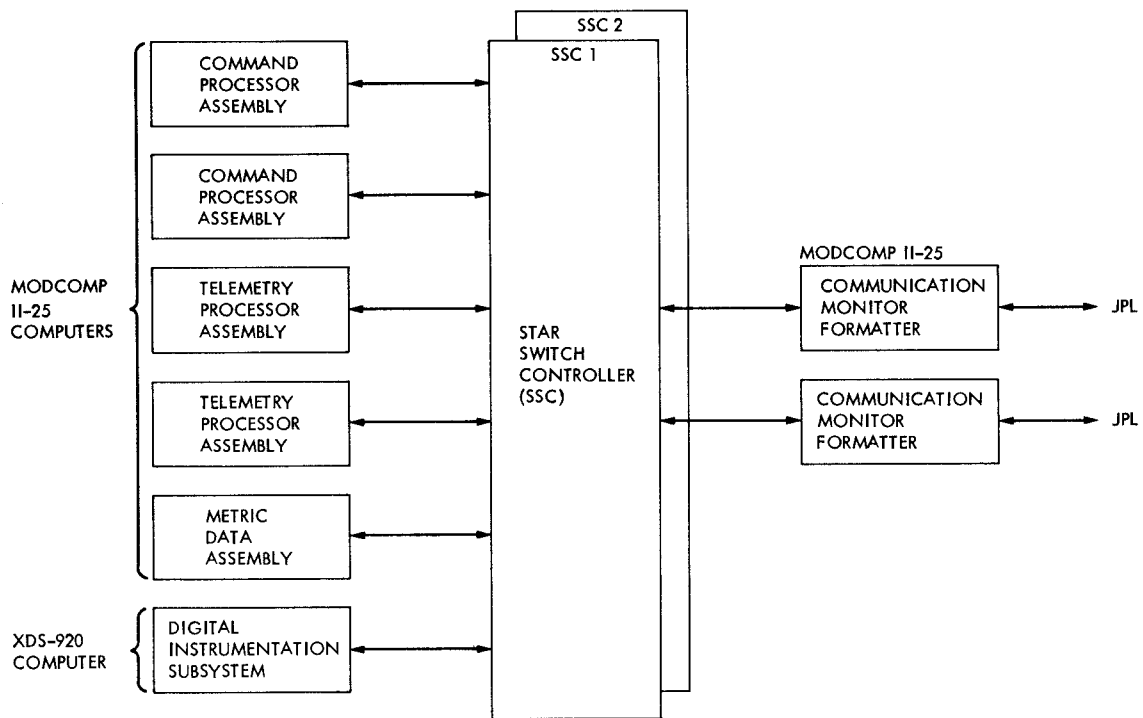 SSC 2
SSC 1
COMMAND
PROCESSOR
ASSEMBLY
COMMAND
PROCESSOR
ASSEMBLY
MODCOMP
II-25
COMPUTERS
TELEMETRY
PROCESSOR
ASSEMBLY
TELEMETRY
PROCESSOR
ASSEMBLY
METRIC
DATA
ASSEMBLY
XDS-920
COMPUTER
DIGITAL
INSTRUMENTATION
SUBSYSTEM
STAR
SWITCH
CONTROLLER
(SSC)
MODCOMP II-25
COMMUNICATION
MONITOR
FORMATTER
JPL
COMMUNICATION
MONITOR
FORMATTER
JPL